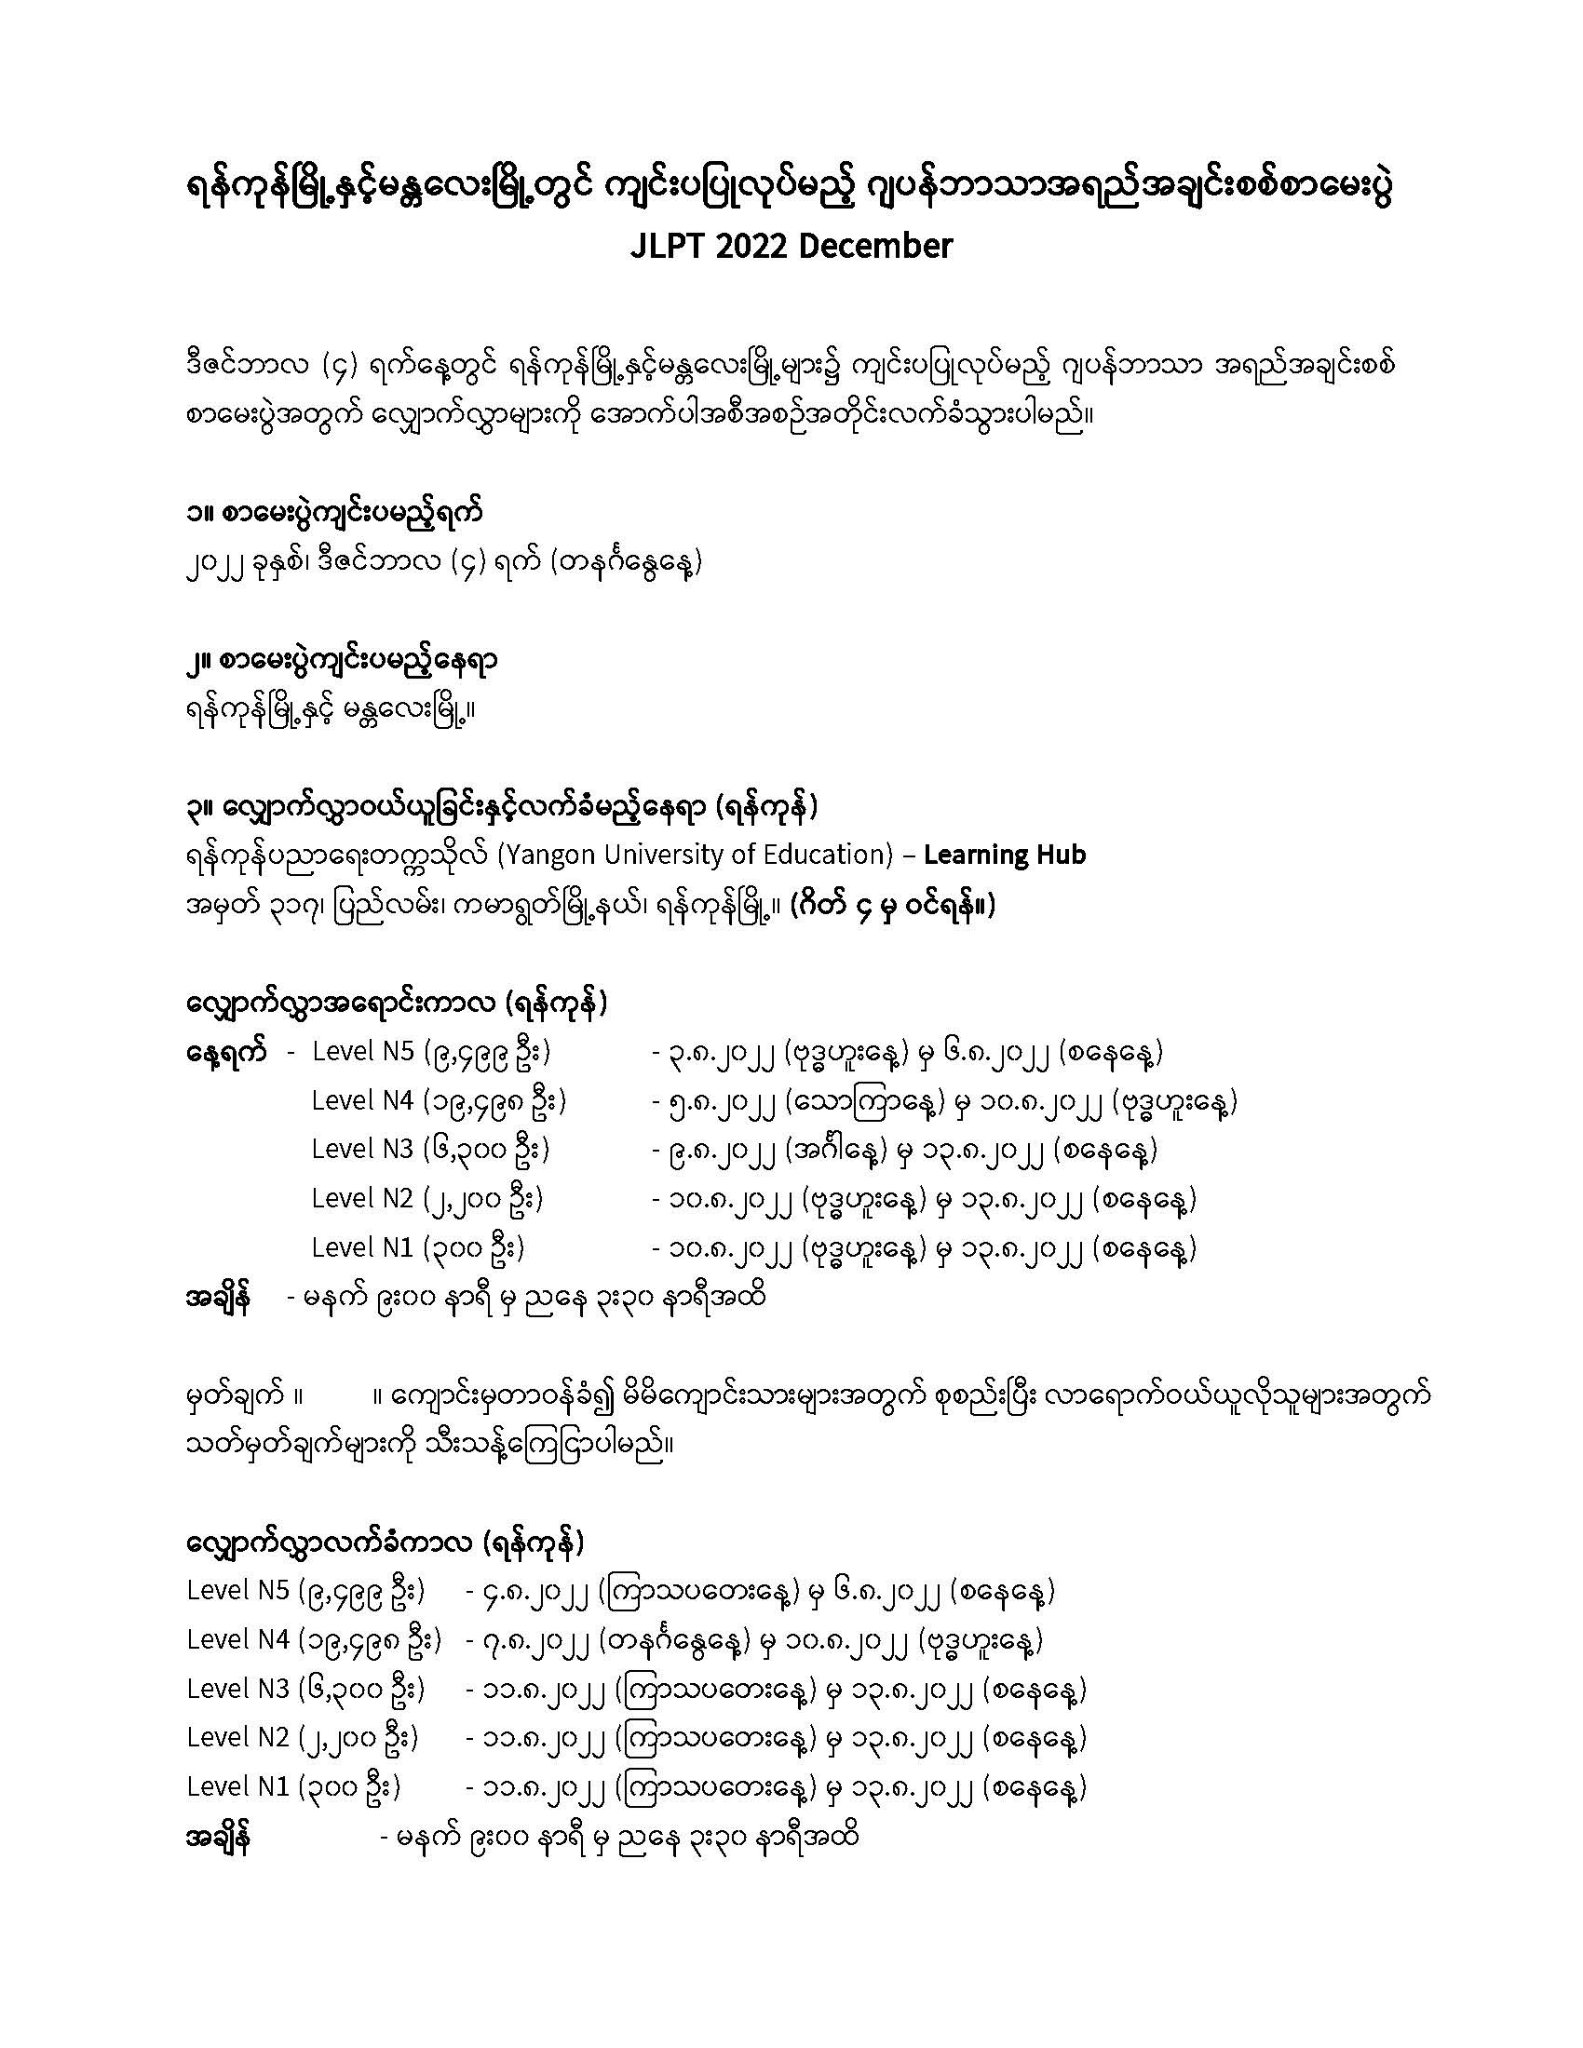 ရန်ကုန်မြို့နှင့်မန္တလေးမြို့တွင် ကျင်းပပြုလုပ်မည့် ဂျပန်ဘာသာအရည်အချင်းစစ်စာမေးပွဲ
JLPT 2022 December
ဒီဇင်ဘာလ (၄) ရက်နေ့တွင် ရန်ကုန်မြို့နှင့်မန္တလေးမြို့များ၌ ကျင်းပပြုလုပ်မည့် ဂျပန်ဘာသာ အရည်အချင်းစစ်
စာမေးပွဲအတွက် လျှောက်လွှာများကို အောက်ပါအစီအစဉ်အတိုင်းလက်ခံသွားပါမည်။
၁။ စာမေးပွဲကျင်းပမည့်ရက်
၂၀၂၂ ခုနှစ်၊ ဒီဇင်ဘာလ (၄) ရက် (တနင်္ဂနွေနေ့)
၂။ စာမေးပွဲကျင်းပမည့်နေရာ
ရန်ကုန်မြို့နှင့် မန္တလေးမြို့။
၃။ လျှောက်လွှာဝယ်ယူခြင်းနှင့်လက်ခံမည့်နေရာ (ရန်ကုန်)
ရန်ကုန်ပညာရေးတက္ကသိုလ် (Yangon University of Education) – Learning Hub
အမှတ် ၃၁၇၊ ပြည်လမ်း၊ ကမာရွတ်မြို့နယ်၊ ရန်ကုန်မြို့။ (ဂိတ် ၄ မှ ဝင်ရန်။)
လျှောက်လွှာအရောင်းကာလ (ရန်ကုန်)
နေ့ရက် - Level N5 (၉,၄၉၉ ဦး) - ၃.၈.၂၀၂၂ (ဗုဒ္ဓဟူးနေ့) မှ ၆.၈.၂၀၂၂ (စနေနေ့)
Level N4 (၁၉,၄၉၈ ဦး) - ၅.၈.၂၀၂၂ (သောကြာနေ့) မှ ၁၀.၈.၂၀၂၂ (ဗုဒ္ဓဟူးနေ့)
Level N3 (၆,၃၀၀ ဦး) - ၉.၈.၂၀၂၂ (အင်္ဂါနေ့) မှ ၁၃.၈.၂၀၂၂ (စနေနေ့)
Level N2 (၂,၂၀၀ ဦး) - ၁၀.၈.၂၀၂၂ (ဗုဒ္ဓဟူးနေ့) မှ ၁၃.၈.၂၀၂၂ (စနေနေ့)
Level N1 (၃၀၀ ဦး) - ၁၀.၈.၂၀၂၂ (ဗုဒ္ဓဟူးနေ့) မှ ၁၃.၈.၂၀၂၂ (စနေနေ့)
အချိန် - မနက် ၉း၀၀ နာရီ မှ ညနေ ၃း၃၀ နာရီအထိ
မှတ်ချက် ။ ။ ကျောင်းမှတာဝန်ခံ၍ မိမိကျောင်းသားများအတွက် စုစည်းပြီး လာရောက်ဝယ်ယူလိုသူများအတွက်
သတ်မှတ်ချက်များကို သီးသန့်ကြေငြာပါမည်။
လျှောက်လွှာလက်ခံကာလ (ရန်ကုန်)
Level N5 (၉,၄၉၉ ဦး) - ၄.၈.၂၀၂၂ (ကြာသပတေးနေ့) မှ ၆.၈.၂၀၂၂ (စနေနေ့)
Level N4 (၁၉,၄၉၈ ဦး) - ၇.၈.၂၀၂၂ (တနင်္ဂနွေနေ့) မှ ၁၀.၈.၂၀၂၂ (ဗုဒ္ဓဟူးနေ့)
Level N3 (၆,၃၀၀ ဦး) - ၁၁.၈.၂၀၂၂ (ကြာသပတေးနေ့) မှ ၁၃.၈.၂၀၂၂ (စနေနေ့)
Level N2 (၂,၂၀၀ ဦး) - ၁၁.၈.၂၀၂၂ (ကြာသပတေးနေ့) မှ ၁၃.၈.၂၀၂၂ (စနေနေ့)
Level N1 (၃၀၀ ဦး) - ၁၁.၈.၂၀၂၂ (ကြာသပတေးနေ့) မှ ၁၃.၈.၂၀၂၂ (စနေနေ့)
အချိန် - မနက် ၉း၀၀ နာရီ မှ ညနေ ၃း၃၀ နာရီအထိ